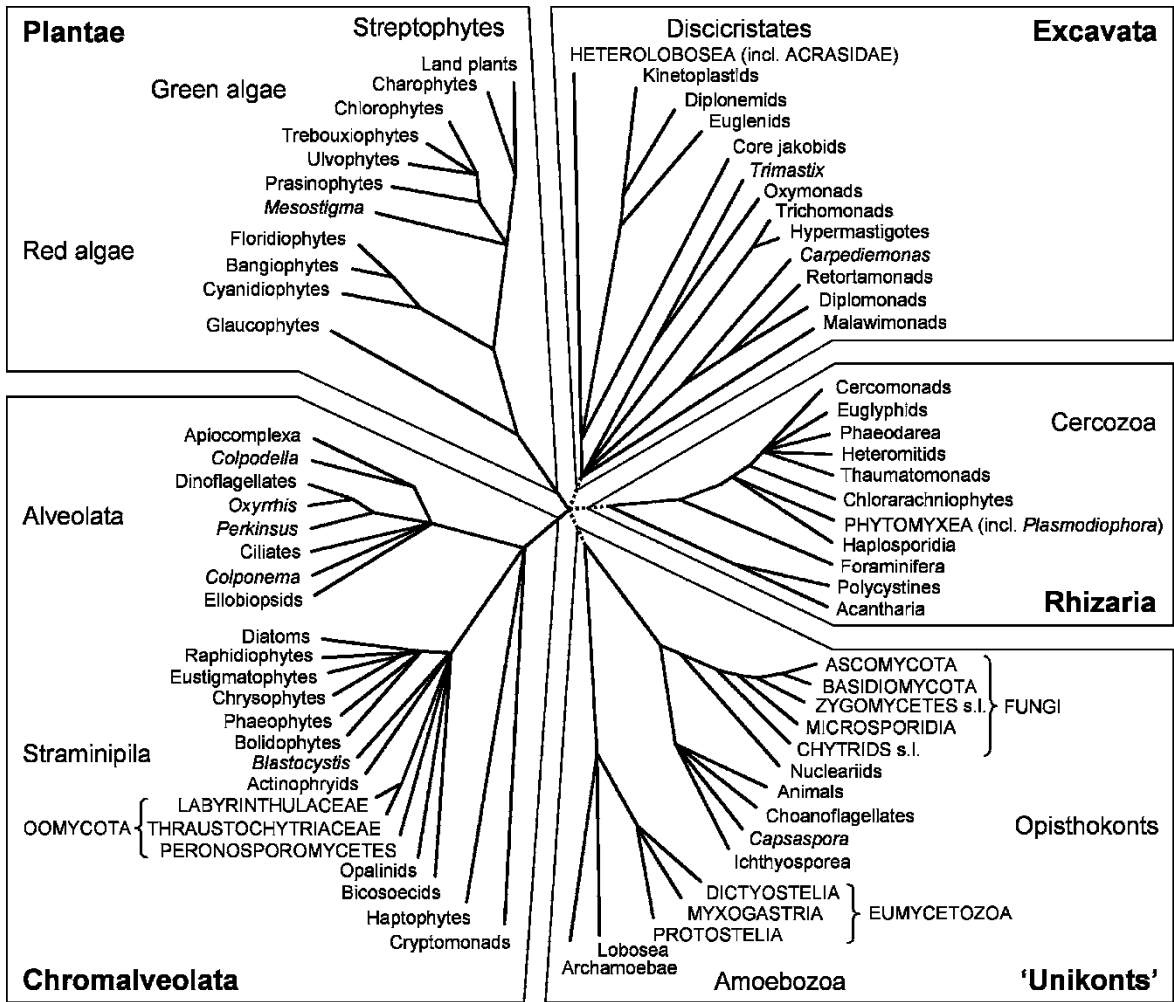 Plantae
Streptophytes
Land plants
Green algae
Charophytes
Chlorophytes
Trebouxiophytes
Ulvophytes
Prasinophytes
Mesostigma
Red algae
Floridiophytes
Bangiophytes
Cyanidiophytes
Glaucophytes
Excavata
Discicristates
HETEROLOBOSEA (incl. ACRASIDAE)
Kinetoplastids
Diplonemids
Euglenids
Core jakobids
Trimastix
Oxymonads
Trichomonads
Hypermastigotes
Carpediemonas
Retortamonads
Diplomonads
Malawimonads
Cercomonads
Euglyphids
Cercozoa
Phaeodarea
Heteromitids
Thaumatomonads
Chlorarachniophytes
PHYTOMYXEA (incl. Plasmodiophora)
Haplosporidia
Foraminifera
Polycystines
Acantharia
Rhizaria
Apiocomplexa
Colpodella
Dinoflagellates
Oxyrrhis
Alveolata
Perkinsus
Ciliates
Colponema
Ellobiopsids
Diatoms
Raphidiophytes
Eustigmatophytes
Chrysophytes
Phaeophytes
Bolidophytes
Straminipila
Blastocystis
Actinophryids
LABYRINTHULACEAE
OOMYCOTA { THRAUSTOCHYTRIACEAE
PERONOSPOROMYCETES
Opalinids
Bicosoecids
Haptophytes
Cryptomonads
Chromalveolata
ASCOMYCOTA
BASIDIOMYCOTA
ZYGOMYCETES s.l. } FUNGI
MICROSPORIDIA
CHYTRIDS s.l.
Nucleariids
Animals
Choanoflagellates
Opisthokonts
Capsaspora
Ichthyosporea
DICTYOSTELIA
MYXOGASTRIA } EUMYCETOZOA
PROTOSTELIA
Lobosea
Archamoebae
Amoebozoa
'Unikonts'